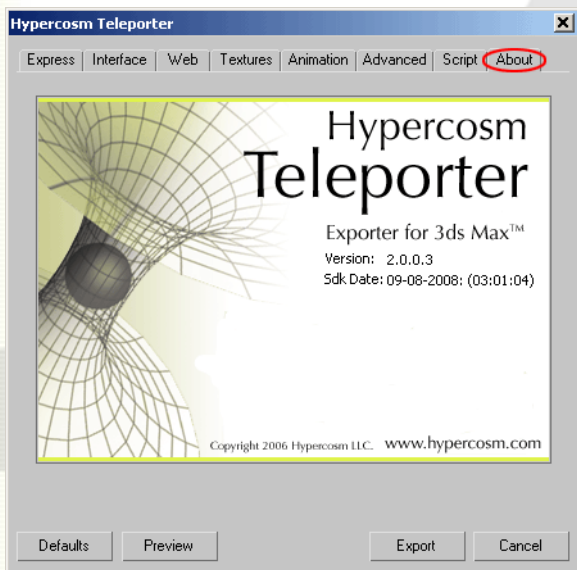 Hypercosm Teleporter
Express Interface Web Textures Animation Advanced Script About
Hypercosm
Teleporter
Exporter for 3ds Max™
Version: 2.0.0.3
Sdk Date: 09-08-2008: (03:01:04)
Copyright 2006 Hypercosm LLC. www.hypercosm.com
Defaults Preview Export Cancel